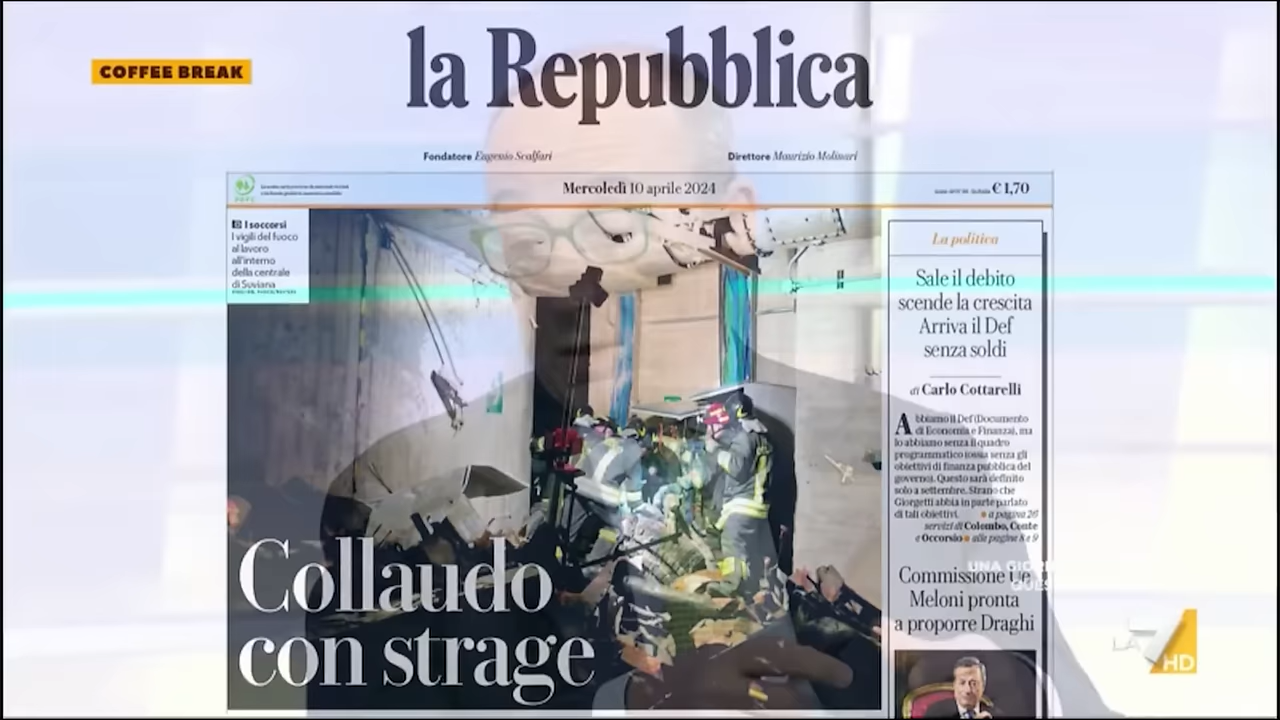 COFFEE BREAK
la Repubblica
Fondatore Eugenio Scalfari
Direttore Maurizio Molinari
Mercoledì 10 aprile 2024
€ 1,70
I soccorsi
I vigili del fuoco
al lavoro
all'interno
della centrale
di Suviana
Collaudo
con strage
La politica
Sale il debito
scende la crescita
Arriva il Def
senza soldi
di Carlo Cottarelli
Abbiamo il Def (Documento
di Economia e Finanza), ma
lo abbiamo senza il quadro
programmatico (ossia senza gli
obiettivi di finanza pubblica del
governo). Questo sarà definito
solo a settembre. Strano che
Giorgetti abbia in parte parlato
di tali obiettivi. a pagina 26
servizi di Colombo, Conte
e Occorsio alle pagine 8 e 9
Commissione Ue
Meloni pronta
a proporre Draghi
UNA GIOR
LA 7
HD